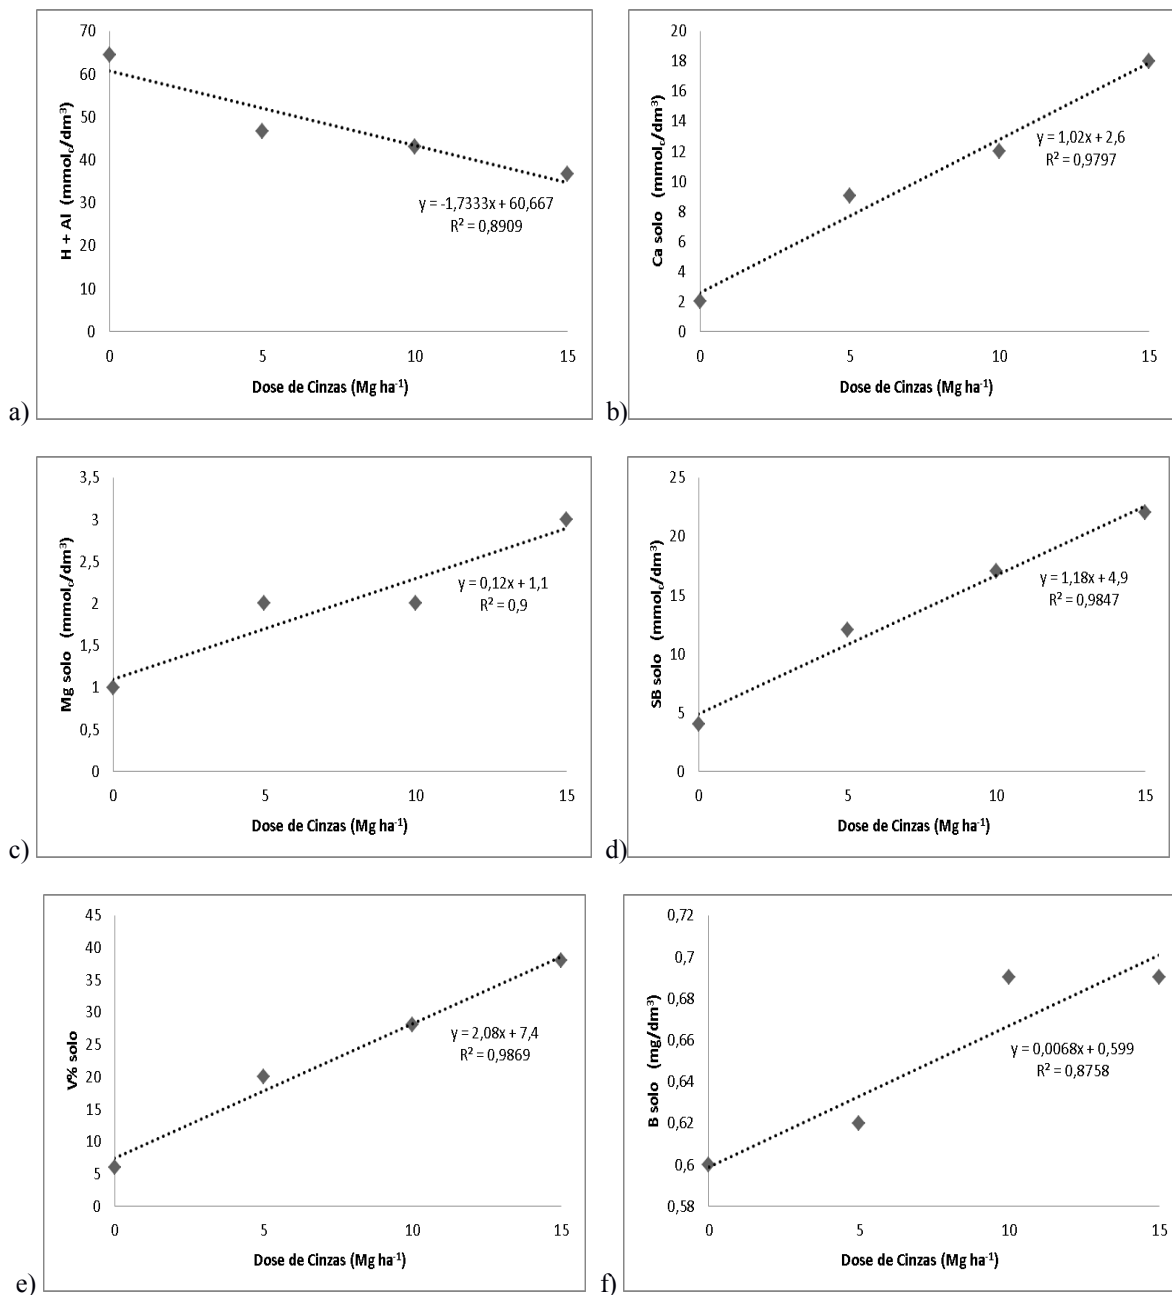 70
60
50
40
30
20
10
0
H + Al (mmol꜀/dm³)
y = -1,7333x + 60,667
R² = 0,8909
0 5 10 15
Dose de Cinzas (Mg ha⁻¹)
a)
20
18
16
14
12
10
8
6
4
2
0
Ca solo (mmol꜀/dm³)
y = 1,02x + 2,6
R² = 0,9797
0 5 10 15
Dose de Cinzas (Mg ha⁻¹)
b)
3,5
3
2,5
2
1,5
1
0,5
0
Mg solo (mmol꜀/dm³)
y = 0,12x + 1,1
R² = 0,9
0 5 10 15
Dose de Cinzas (Mg ha⁻¹)
c)
25
20
15
10
5
0
SB solo (mmol꜀/dm³)
y = 1,18x + 4,9
R² = 0,9847
0 5 10 15
Dose de Cinzas (Mg ha⁻¹)
d)
45
40
35
30
25
20
15
10
5
0
V% solo
y = 2,08x + 7,4
R² = 0,9869
0 5 10 15
Dose de Cinzas (Mg ha⁻¹)
e)
0,72
0,7
0,68
0,66
0,64
0,62
0,6
0,58
B solo (mg/dm³)
y = 0,0068x + 0,599
R² = 0,8758
0 5 10 15
Dose de Cinzas (Mg ha⁻¹)
f)